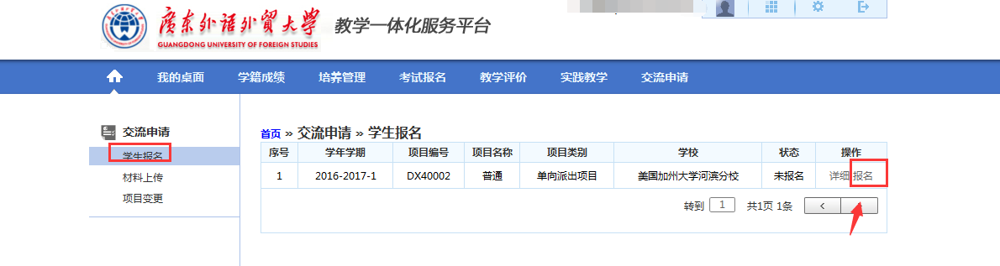 廣东外语外貿大學
GUANGDONG UNIVERSITY OF FOREIGN STUDIES
教学一体化服务平台
我的桌面 学籍成绩 培养管理 考试报名 教学评价 实践教学 交流申请
交流申请
学生报名
材料上传
项目变更
首页 » 交流申请 » 学生报名
序号 学年学期 项目编号 项目名称 项目类别 学校 状态 操作
1 2016-2017-1 DX40002 普通 单向派出项目 美国加州大学河滨分校 未报名 详细 报名
转到 1 共1页 1条 <